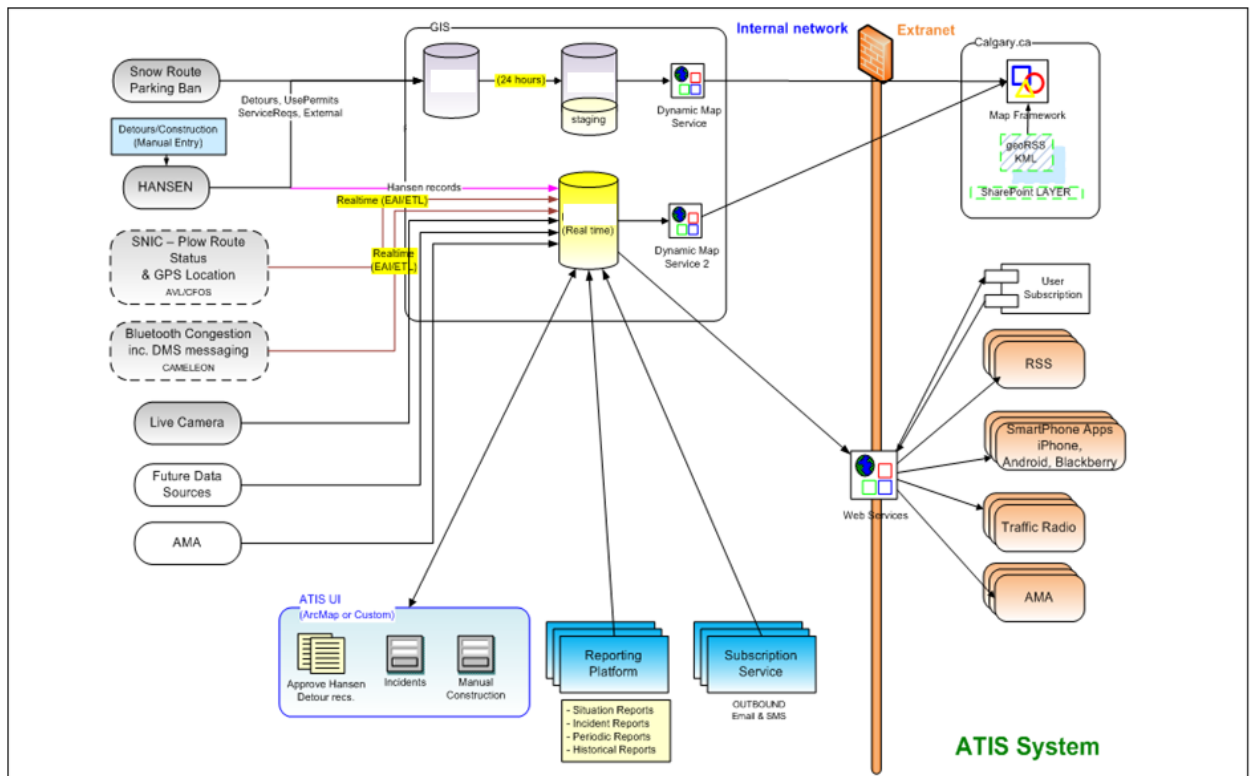 GIS
Internal network
Extranet
Calgary.ca
Snow Route
Parking Ban
(24 hours)
Detours, UsePermits
ServiceReqs, External
staging
Dynamic Map
Service
Map Framework
Detours/Construction
(Manual Entry)
geoRSS
KML
HANSEN
Hansen records
SharePoint LAYER
Realtime (EAI/ETL)
(Real time)
SNIC – Plow Route
Status
& GPS Location
AVL/CFOS
Realtime
(EAI/ETL)
Dynamic Map
Service 2
User
Subscription
Bluetooth Congestion
inc. DMS messaging
CAMELEON
RSS
Live Camera
SmartPhone Apps
iPhone,
Android, Blackberry
Future Data
Sources
Web Services
Traffic Radio
AMA
AMA
ATIS UI
(ArcMap or Custom)
Approve Hansen
Detour recs.
Incidents
Manual
Construction
Reporting
Platform
Subscription
Service
OUTBOUND
Email & SMS
- Situation Reports
- Incident Reports
- Periodic Reports
- Historical Reports
ATIS System